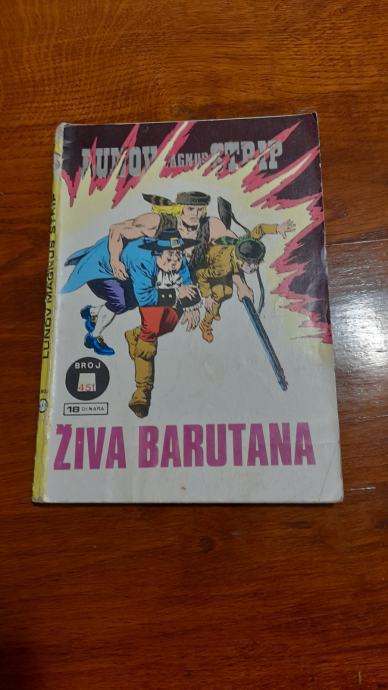 LUNOV MAGNUS STRIP
LUNOV MAGNUS STRIP
BROJ
451
18 DINARA
ŽIVA BARUTANA